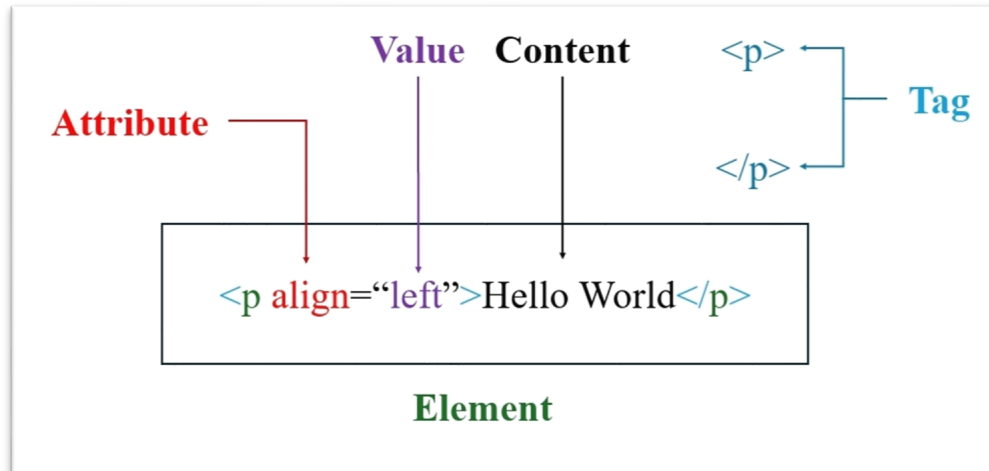 Value Content
<p>
Tag
Attribute
</p>
<p align=“left”>Hello World</p>
Element